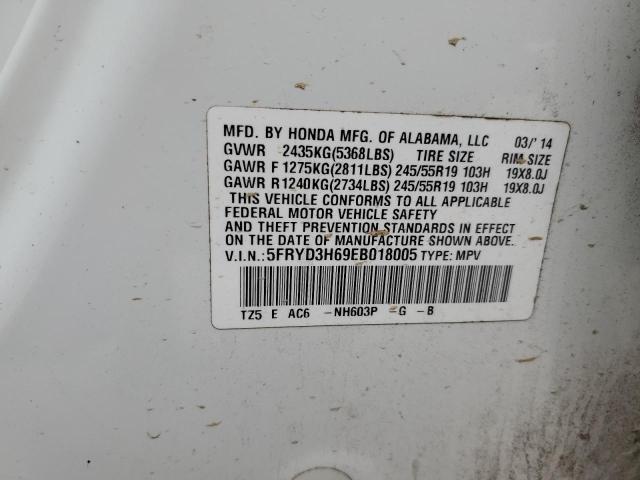 MFD. BY HONDA MFG. OF ALABAMA, LLC 03/'14
GVWR 2435KG(5368LBS) TIRE SIZE RIM SIZE
GAWR F 1275KG(2811LBS) 245/55R19 103H 19X8.0J
GAWR R1240KG(2734LBS) 245/55R19 103H 19X8.0J
THIS VEHICLE CONFORMS TO ALL APPLICABLE
FEDERAL MOTOR VEHICLE SAFETY
AND THEFT PREVENTION STANDARDS IN EFFECT
ON THE DATE OF MANUFACTURE SHOWN ABOVE.
V.I.N.: 5FRYD3H69EB018005 TYPE: MPV
TZ5 E AC6 -NH603P -G -B